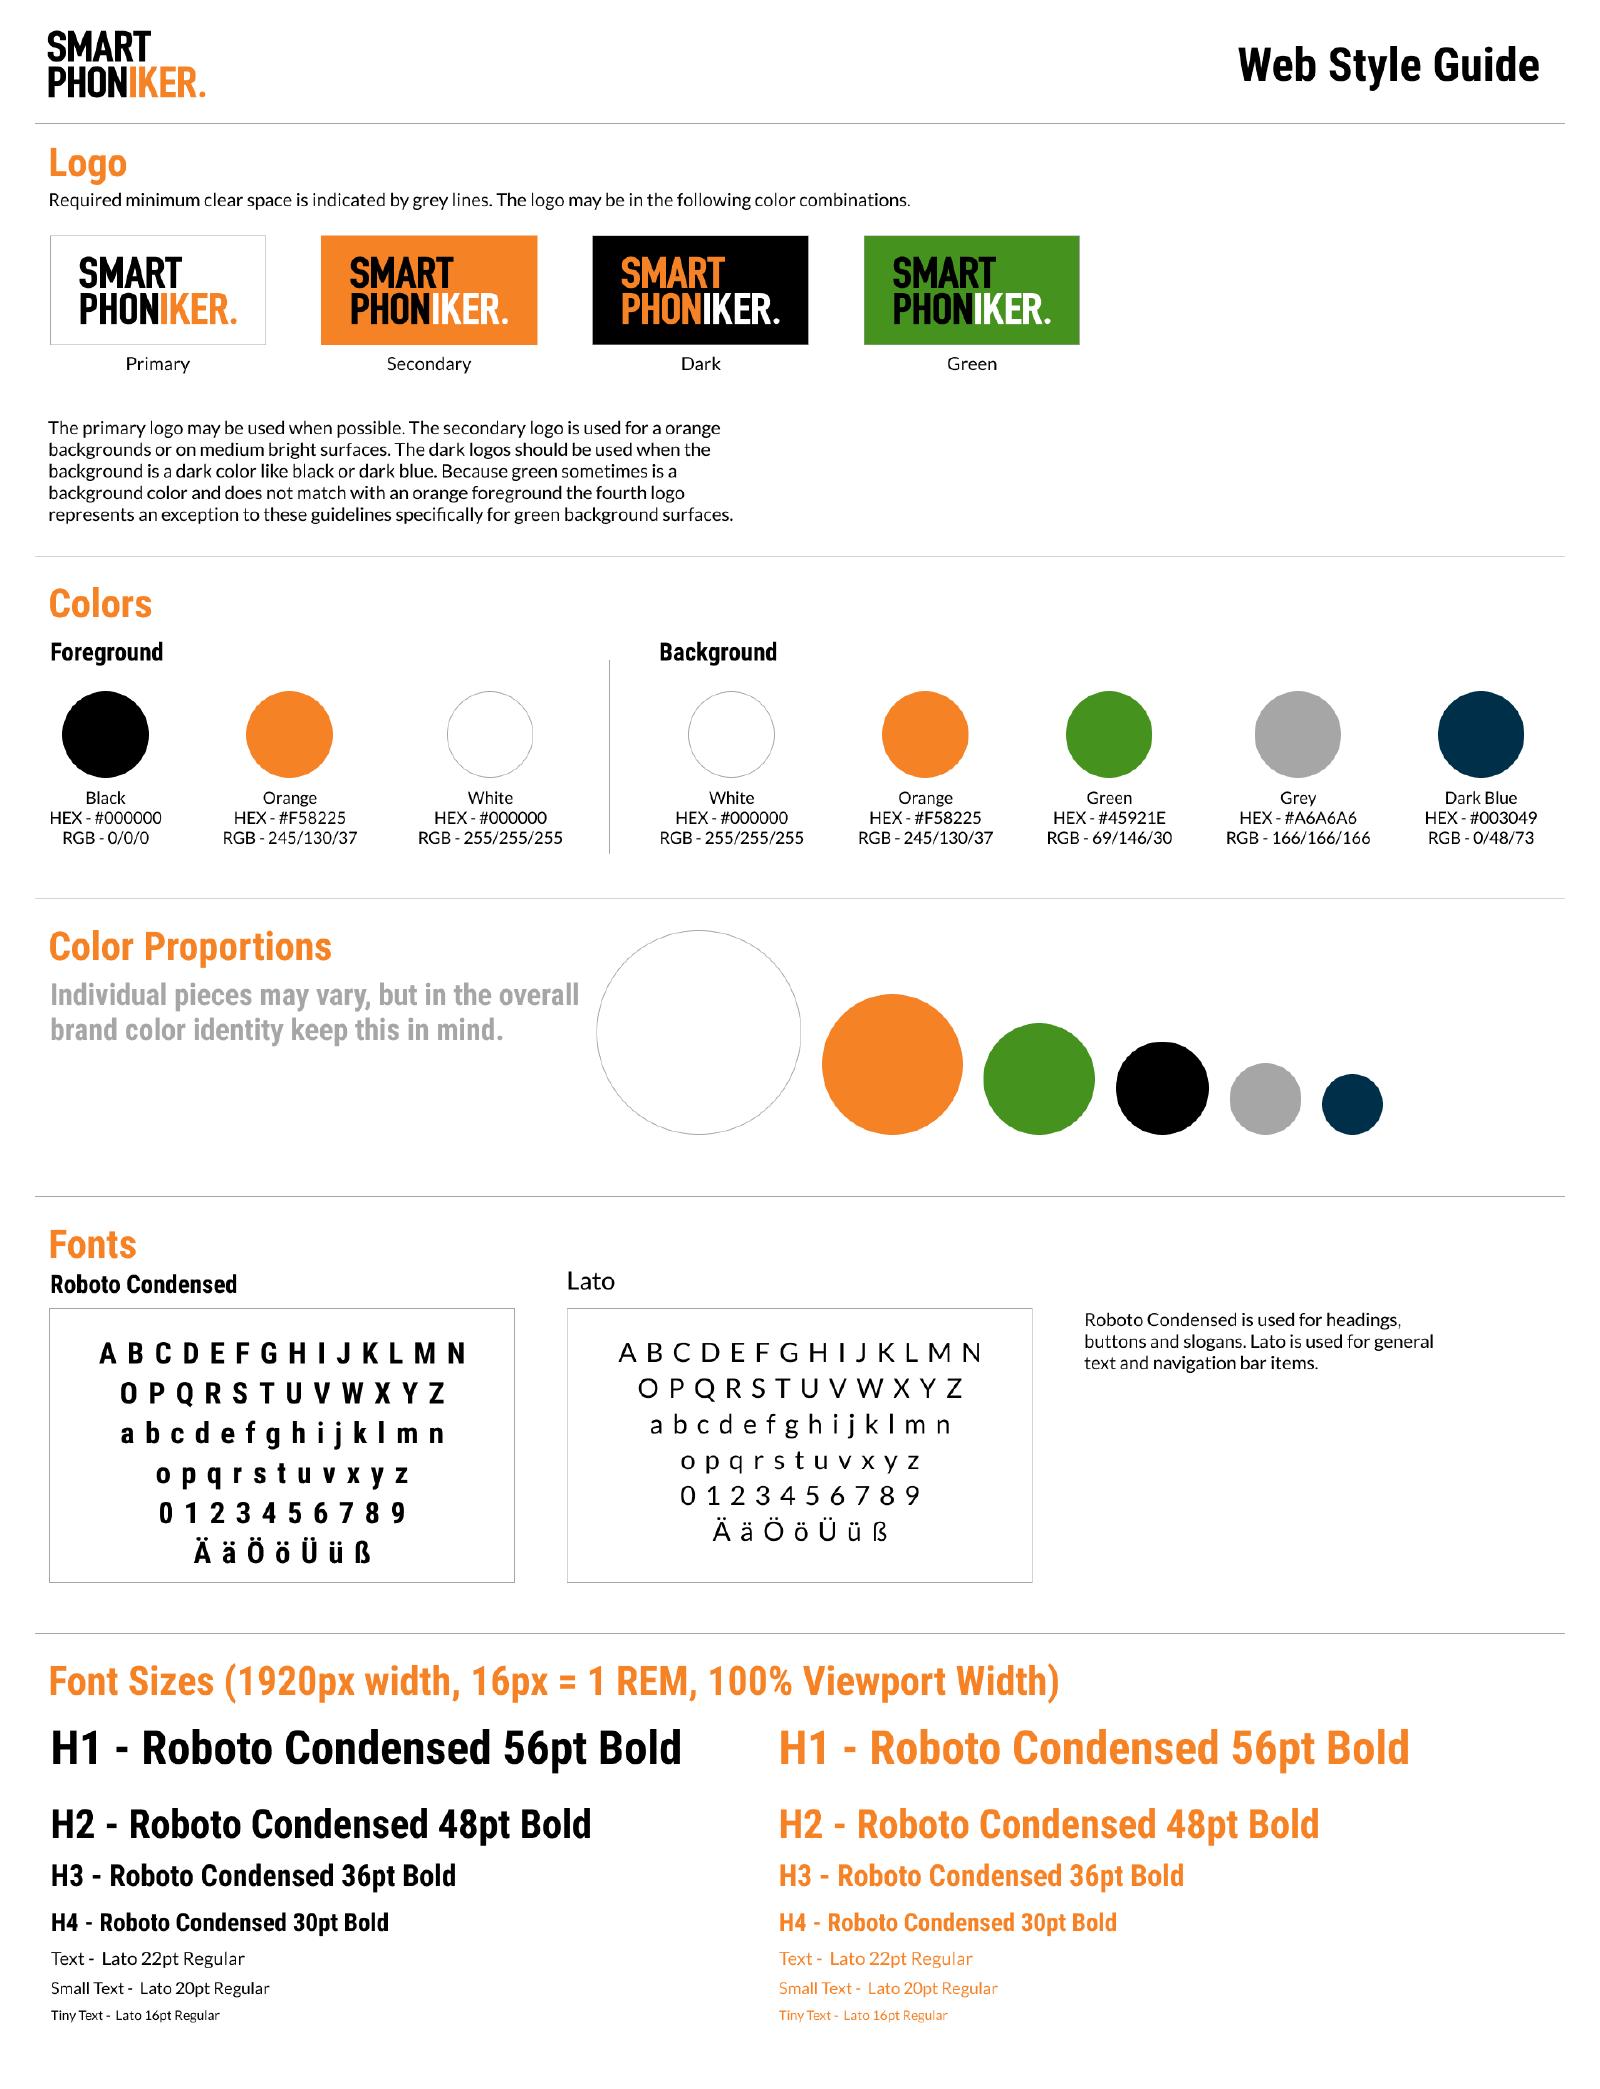 SMART
PHONIKER.
Web Style Guide
Logo
Required minimum clear space is indicated by grey lines. The logo may be in the following color combinations.
SMART
PHONIKER.
Primary
SMART
PHONIKER.
Secondary
SMART
PHONIKER.
Dark
SMART
PHONIKER.
Green
The primary logo may be used when possible. The secondary logo is used for a orange
backgrounds or on medium bright surfaces. The dark logos should be used when the
background is a dark color like black or dark blue. Because green sometimes is a
background color and does not match with an orange foreground the fourth logo
represents an exception to these guidelines specifically for green background surfaces.
Colors
Foreground
Black
HEX - #000000
RGB - 0/0/0
Orange
HEX - #F58225
RGB - 245/130/37
White
HEX - #000000
RGB - 255/255/255
Background
White
HEX - #000000
RGB - 255/255/255
Orange
HEX - #F58225
RGB - 245/130/37
Green
HEX - #45921E
RGB - 69/146/30
Grey
HEX - #A6A6A6
RGB - 166/166/166
Dark Blue
HEX - #003049
RGB - 0/48/73
Color Proportions
Individual pieces may vary, but in the overall
brand color identity keep this in mind.
Fonts
Roboto Condensed
A B C D E F G H I J K L M N
O P Q R S T U V W X Y Z
a b c d e f g h i j k l m n
o p q r s t u v x y z
0 1 2 3 4 5 6 7 8 9
Ä ä Ö ö Ü ü ß
Lato
A B C D E F G H I J K L M N
O P Q R S T U V W X Y Z
a b c d e f g h i j k l m n
o p q r s t u v x y z
0 1 2 3 4 5 6 7 8 9
Ä ä Ö ö Ü ü ß
Roboto Condensed is used for headings,
buttons and slogans. Lato is used for general
text and navigation bar items.
Font Sizes (1920px width, 16px = 1 REM, 100% Viewport Width)
H1 - Roboto Condensed 56pt Bold
H2 - Roboto Condensed 48pt Bold
H3 - Roboto Condensed 36pt Bold
H4 - Roboto Condensed 30pt Bold
Text - Lato 22pt Regular
Small Text - Lato 20pt Regular
Tiny Text - Lato 16pt Regular
H1 - Roboto Condensed 56pt Bold
H2 - Roboto Condensed 48pt Bold
H3 - Roboto Condensed 36pt Bold
H4 - Roboto Condensed 30pt Bold
Text - Lato 22pt Regular
Small Text - Lato 20pt Regular
Tiny Text - Lato 16pt Regular